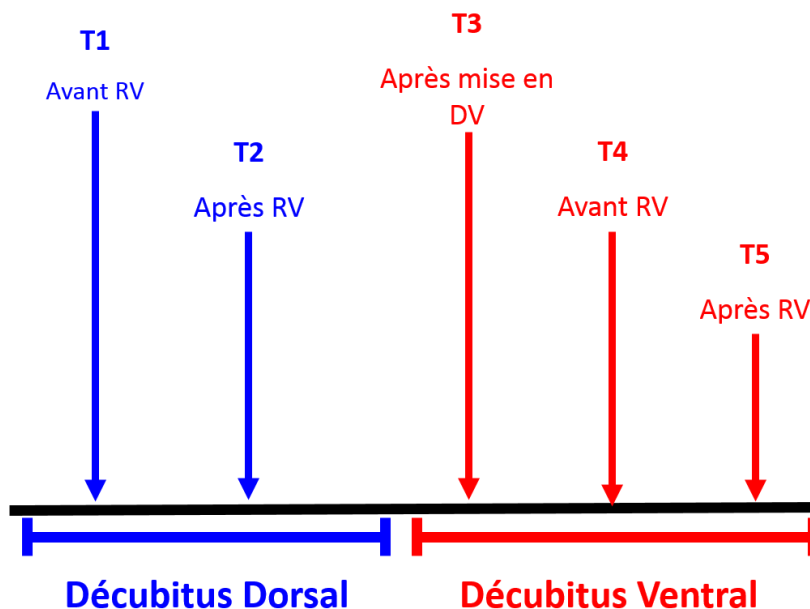 T1
Avant RV
T2
Après RV
T3
Après mise en
DV
T4
Avant RV
T5
Après RV
Décubitus Dorsal
Décubitus Ventral